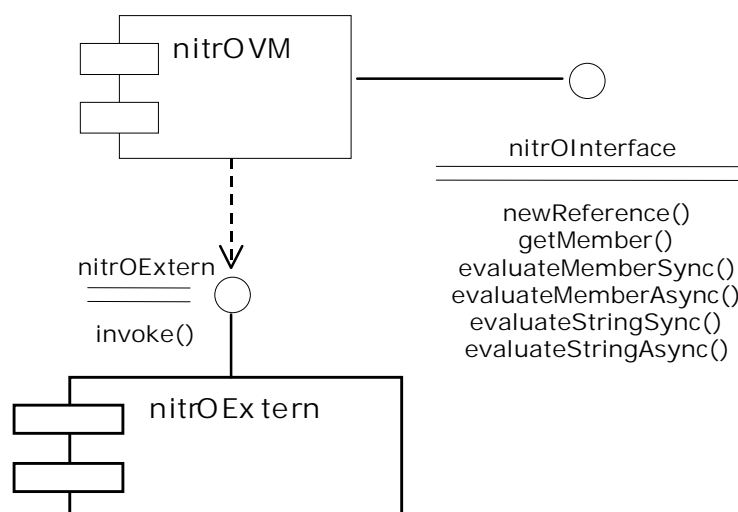 nitrOVM
nitrOInterface
newReference()
getMember()
evaluateMemberSync()
evaluateMemberAsync()
evaluateStringSync()
evaluateStringAsync()
nitrOExtern
invoke()
nitrOExtern